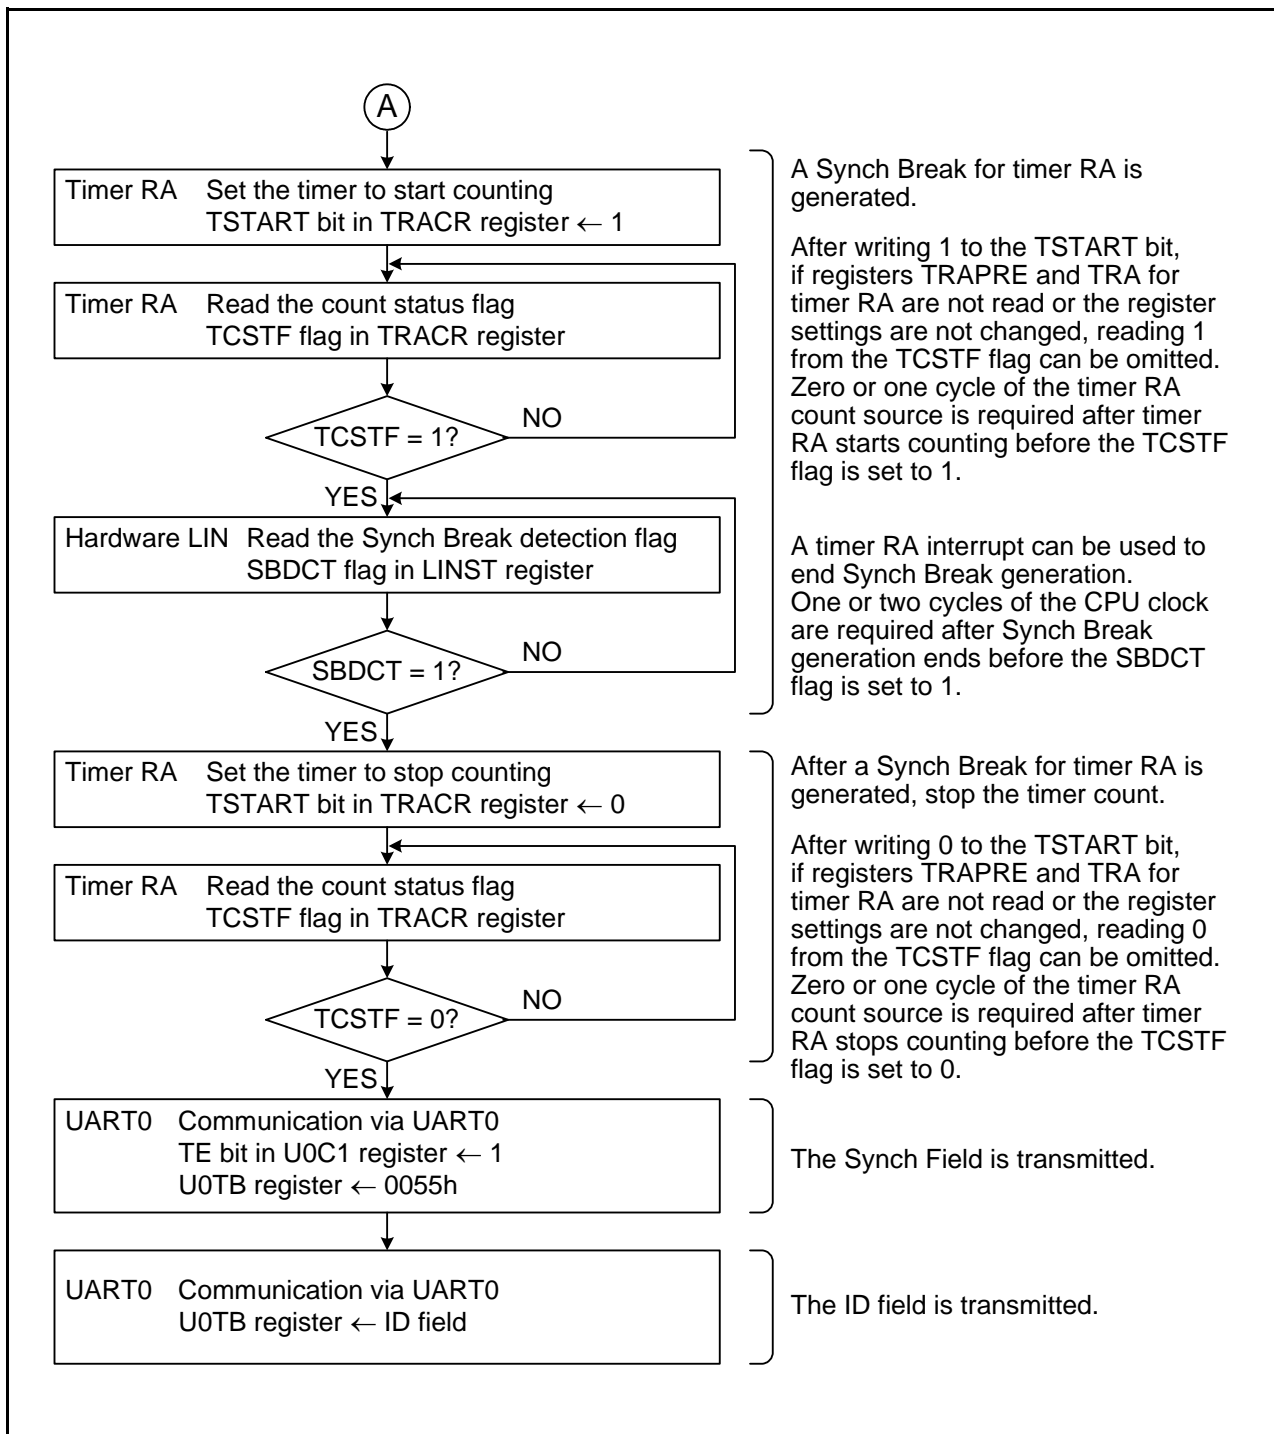 A
Timer RA Set the timer to start counting
TSTART bit in TRACR register ← 1
Timer RA Read the count status flag
TCSTF flag in TRACR register
TCSTF = 1?
NO
YES
Hardware LIN Read the Synch Break detection flag
SBDCT flag in LINST register
SBDCT = 1?
NO
YES
Timer RA Set the timer to stop counting
TSTART bit in TRACR register ← 0
Timer RA Read the count status flag
TCSTF flag in TRACR register
TCSTF = 0?
NO
YES
UART0 Communication via UART0
TE bit in U0C1 register ← 1
U0TB register ← 0055h
UART0 Communication via UART0
U0TB register ← ID field
A Synch Break for timer RA is
generated.
After writing 1 to the TSTART bit,
if registers TRAPRE and TRA for
timer RA are not read or the register
settings are not changed, reading 1
from the TCSTF flag can be omitted.
Zero or one cycle of the timer RA
count source is required after timer
RA starts counting before the TCSTF
flag is set to 1.
A timer RA interrupt can be used to
end Synch Break generation.
One or two cycles of the CPU clock
are required after Synch Break
generation ends before the SBDCT
flag is set to 1.
After a Synch Break for timer RA is
generated, stop the timer count.
After writing 0 to the TSTART bit,
if registers TRAPRE and TRA for
timer RA are not read or the register
settings are not changed, reading 0
from the TCSTF flag can be omitted.
Zero or one cycle of the timer RA
count source is required after timer
RA stops counting before the TCSTF
flag is set to 0.
The Synch Field is transmitted.
The ID field is transmitted.